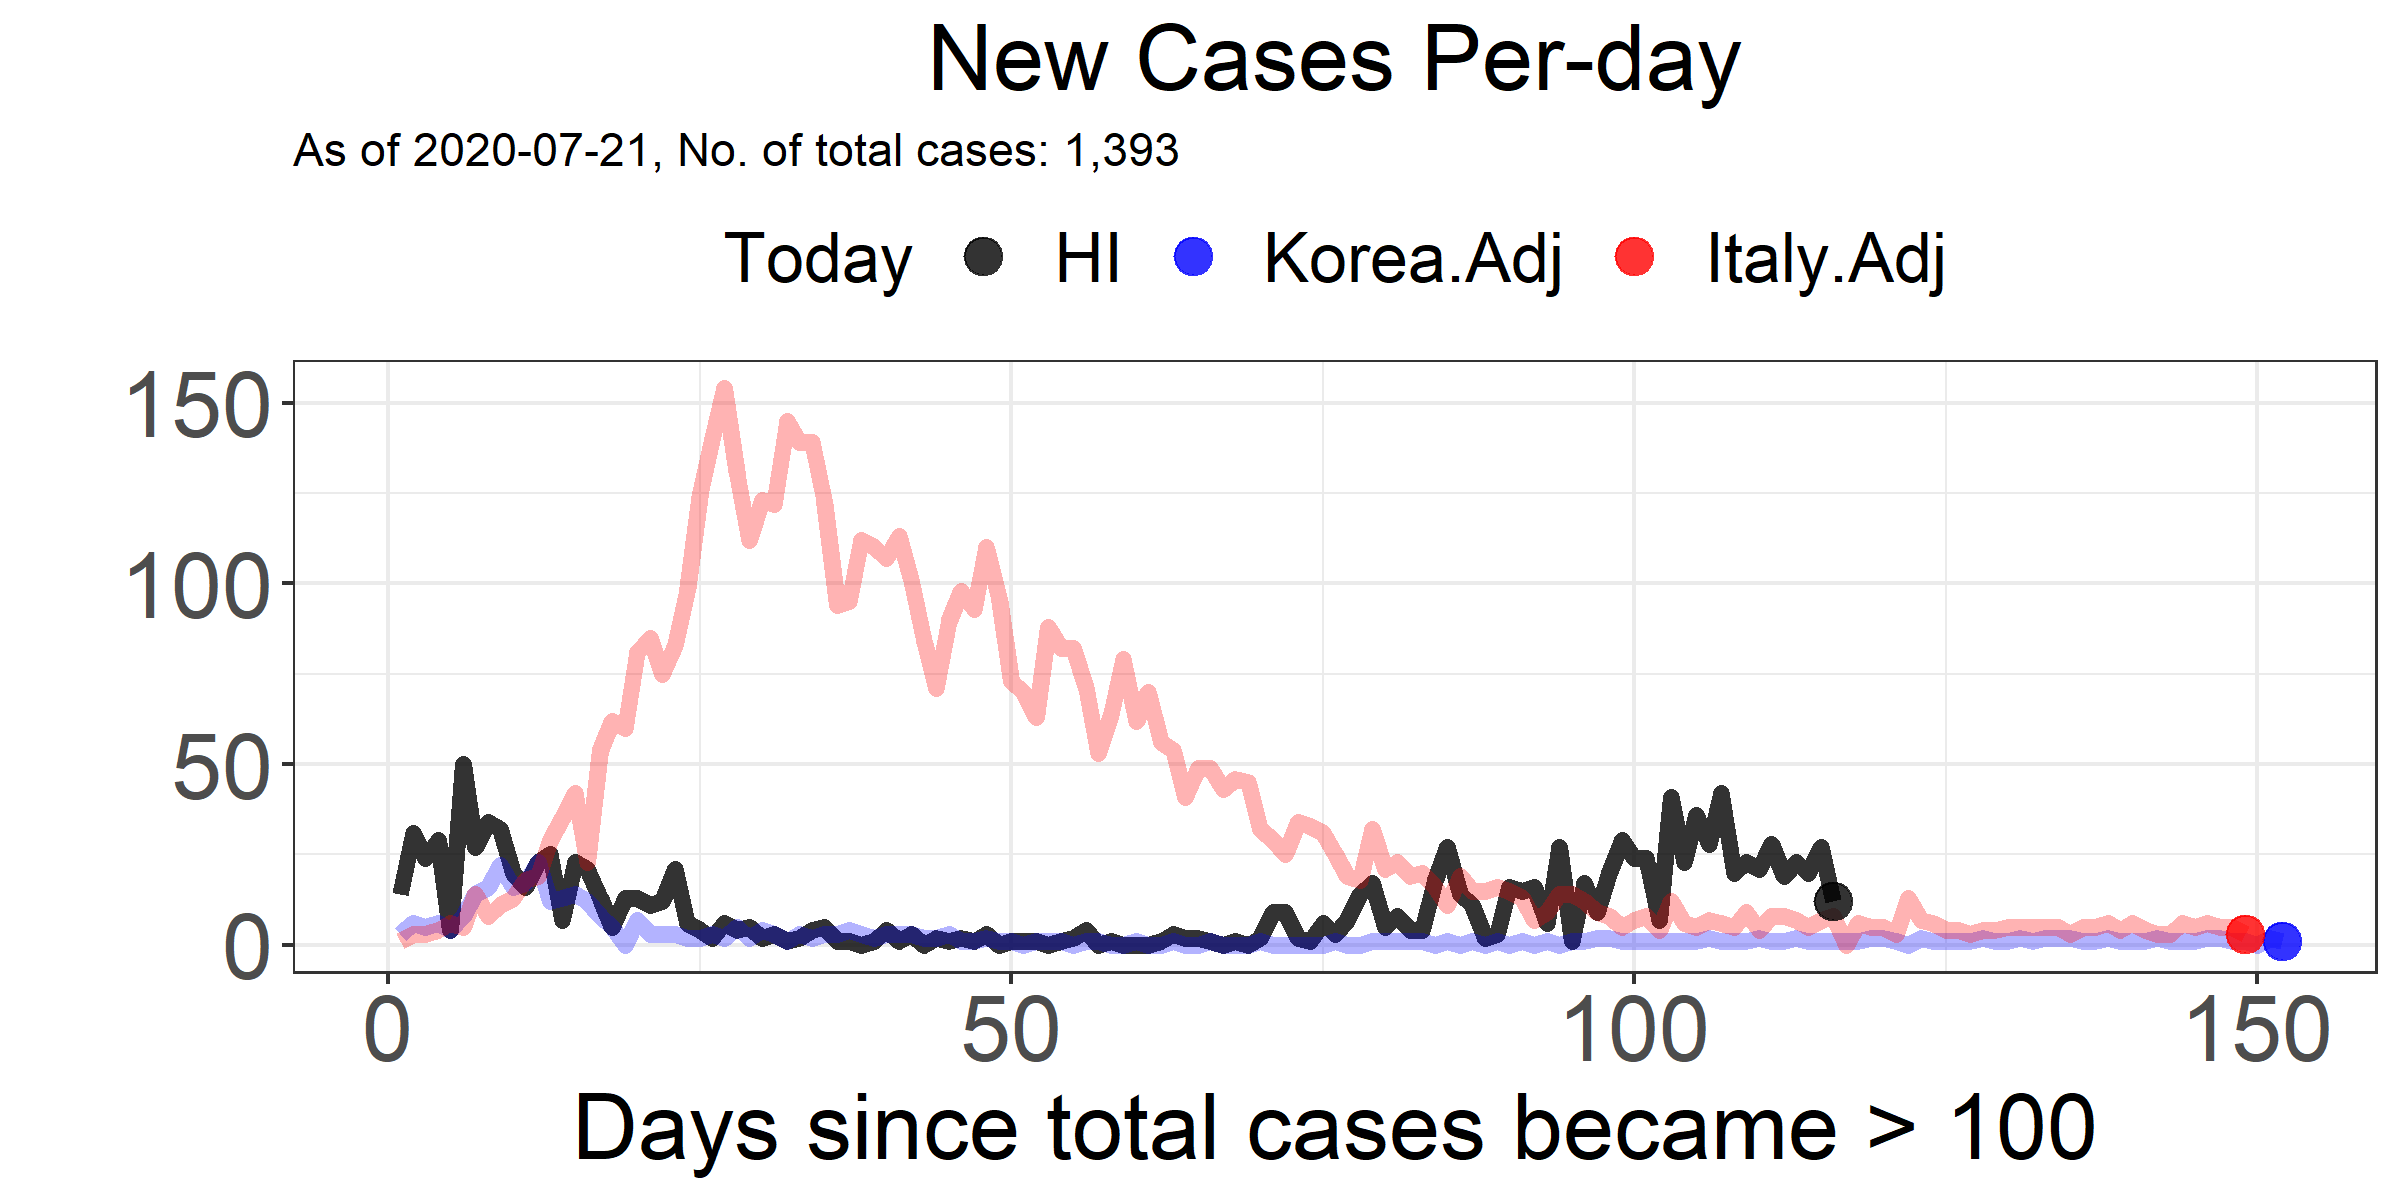 New Cases Per-day
As of 2020-07-21, No. of total cases: 1,393
Today HI Korea.Adj Italy.Adj
150
100
50
0
0 50 100 150
Days since total cases became > 100